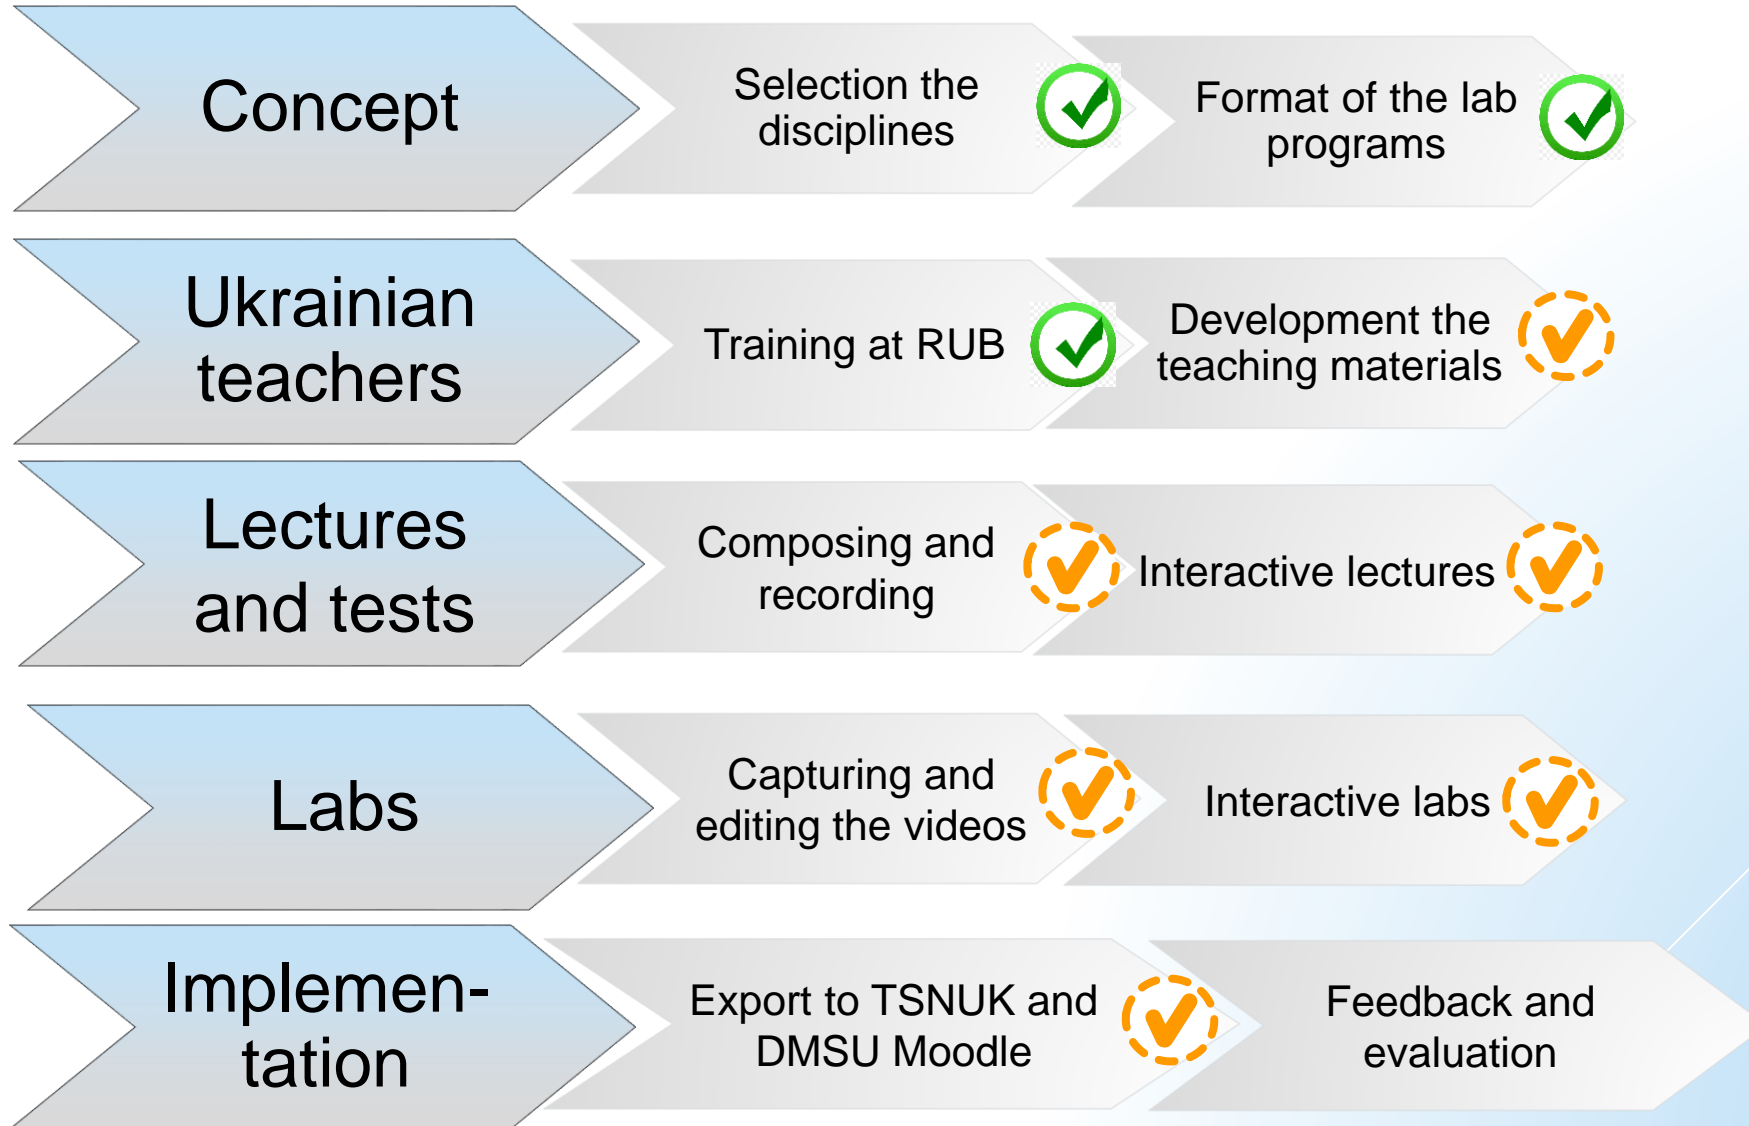 Concept
Selection the
disciplines
Format of the lab
programs
Ukrainian
teachers
Training at RUB
Development the
teaching materials
Lectures
and tests
Composing and
recording
Interactive lectures
Labs
Capturing and
editing the videos
Interactive labs
Implemen-
tation
Export to TSNUK and
DMSU Moodle
Feedback and
evaluation